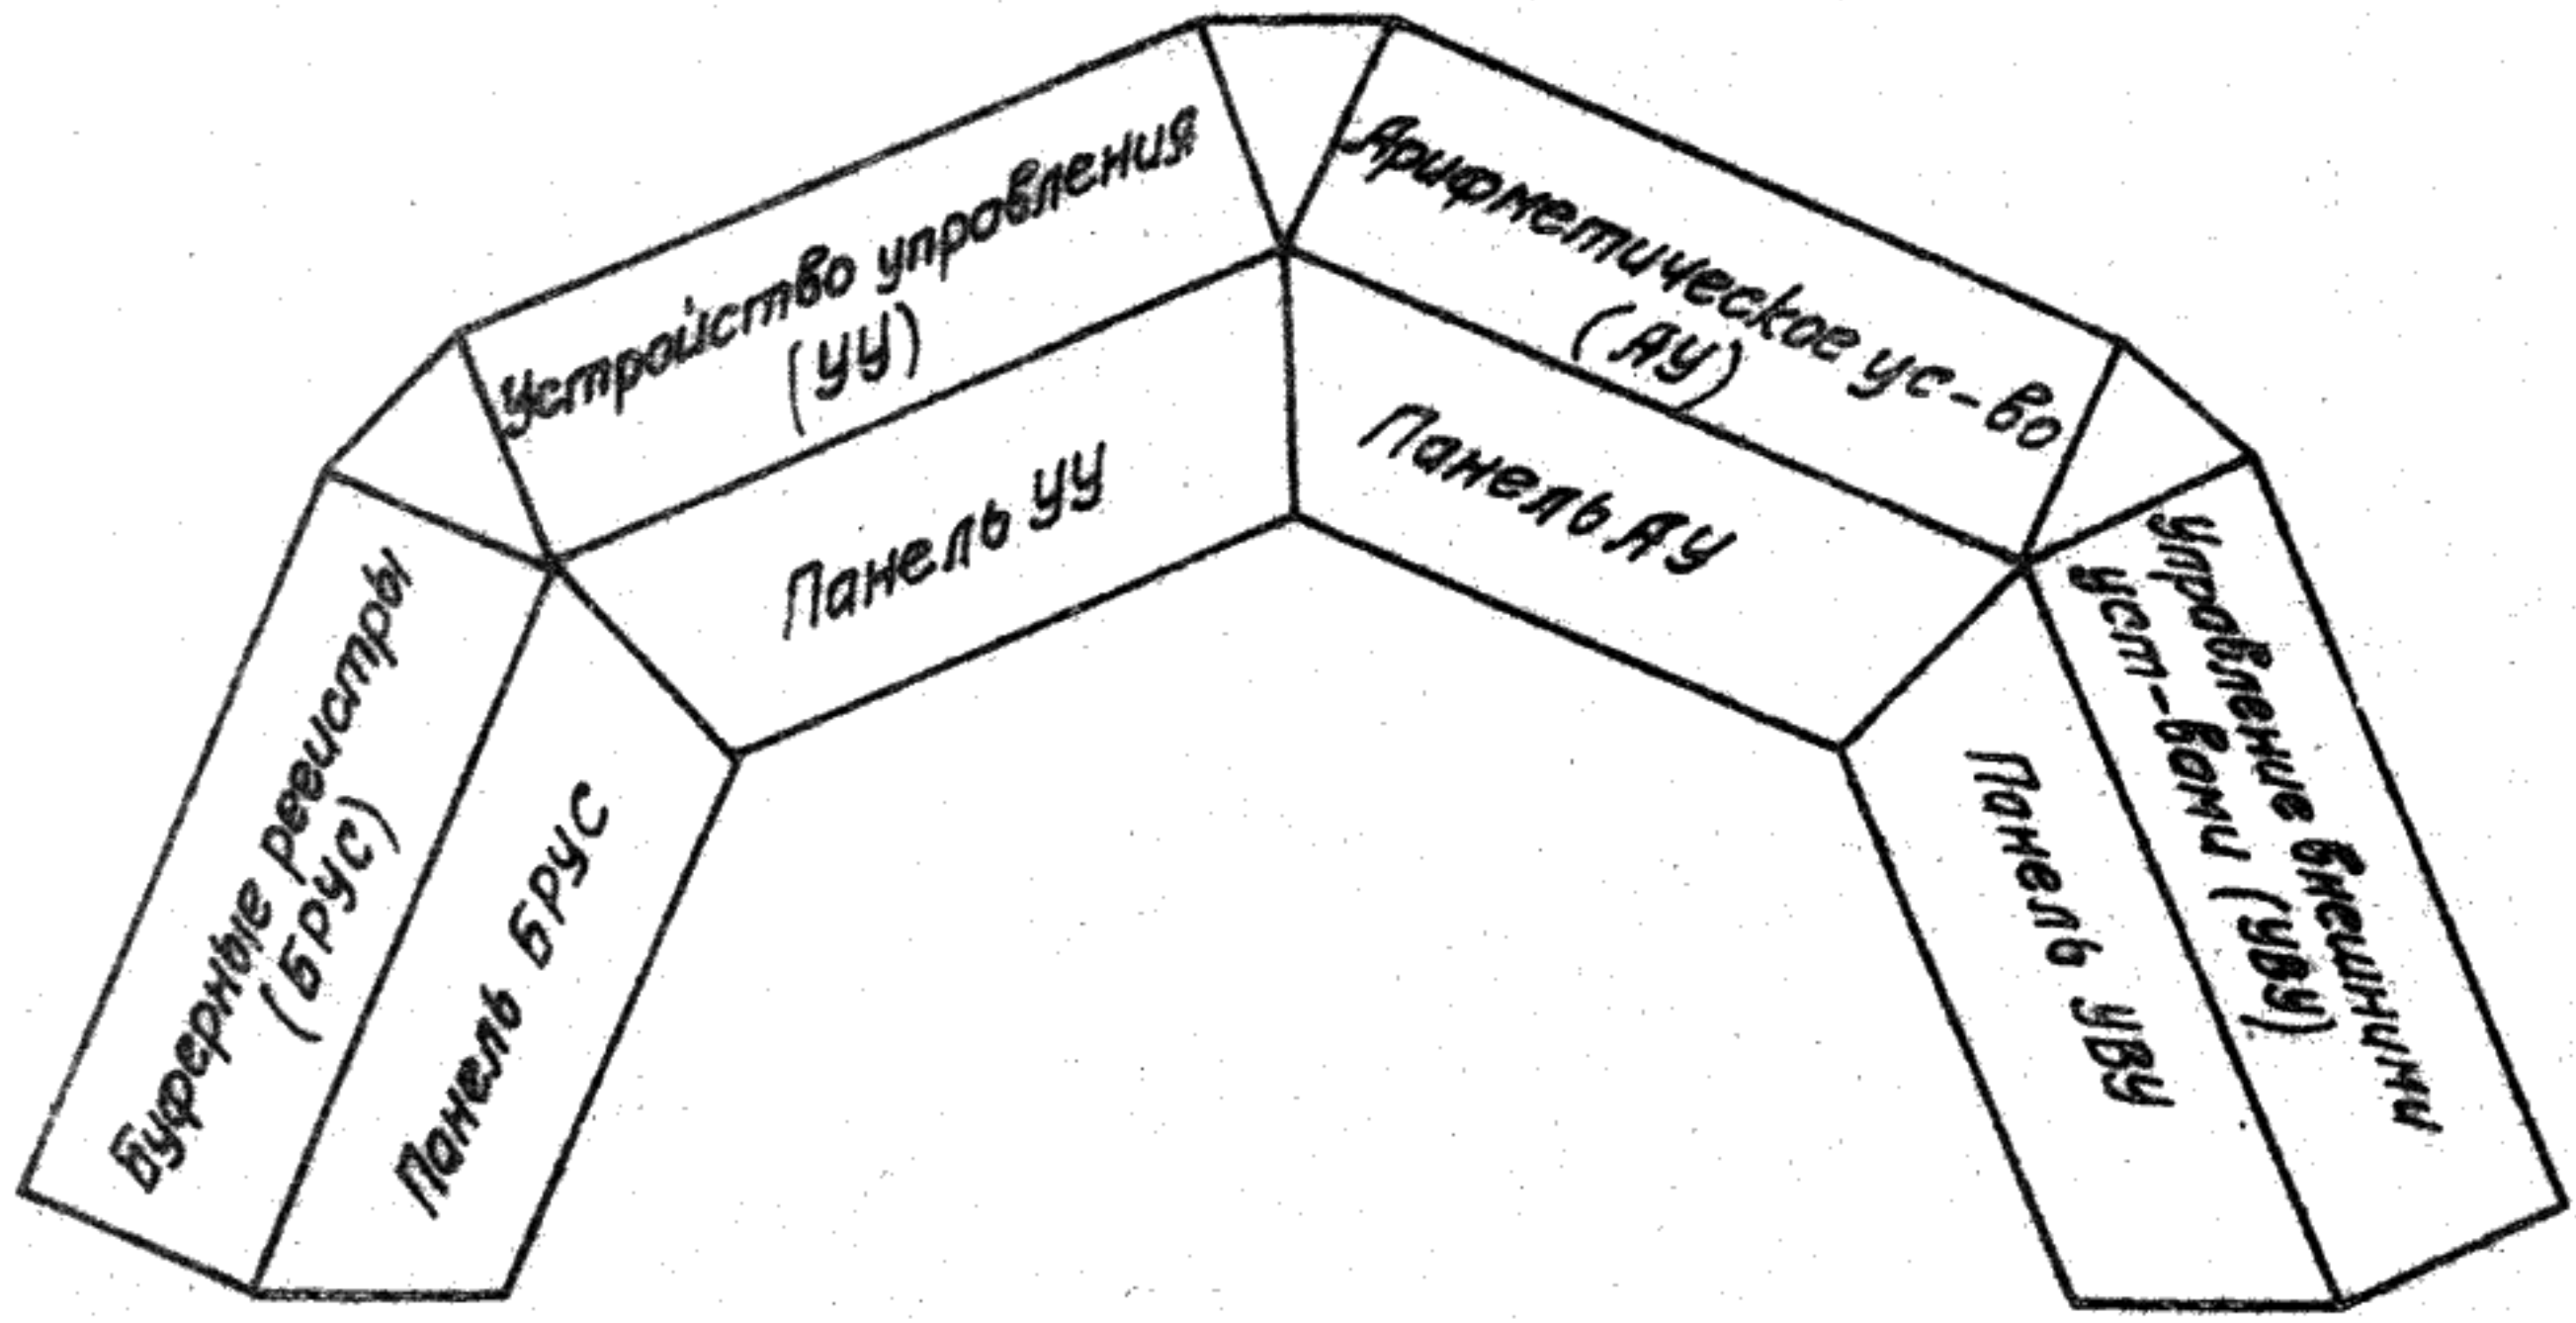 Буферные регистры
(БРУС)
Панель БРУС
Устройство управления
(УУ)
Панель УУ
Арифметическое ус-во
(АУ)
Панель АУ
Управление внешними
уст-вами (УВУ)
Панель УВУ